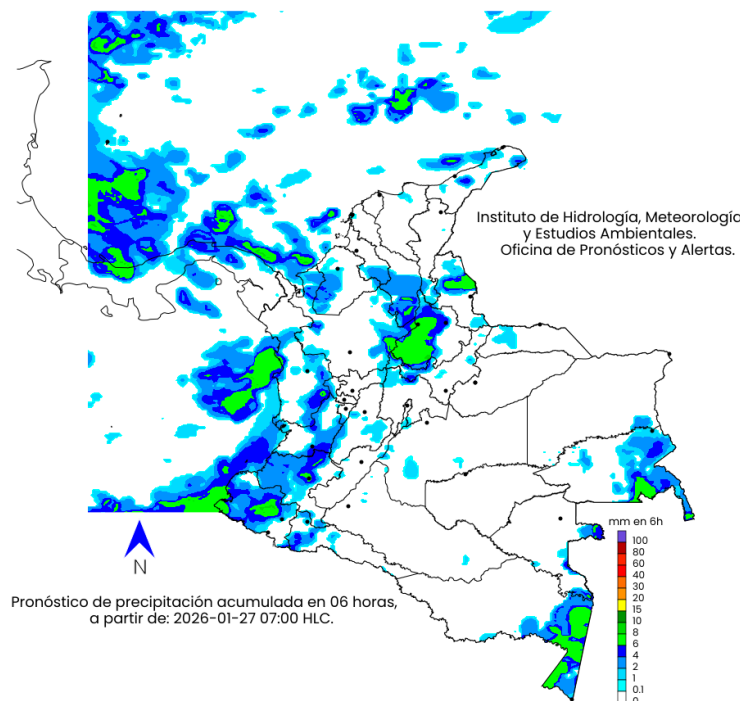 Instituto de Hidrología, Meteorología
y Estudios Ambientales.
Oficina de Pronósticos y Alertas.
mm en 6h
100
80
60
40
30
20
15
10
8
6
4
2
1
0.1
0
N
Pronóstico de precipitación acumulada en 06 horas,
a partir de: 2026-01-27 07:00 HLC.